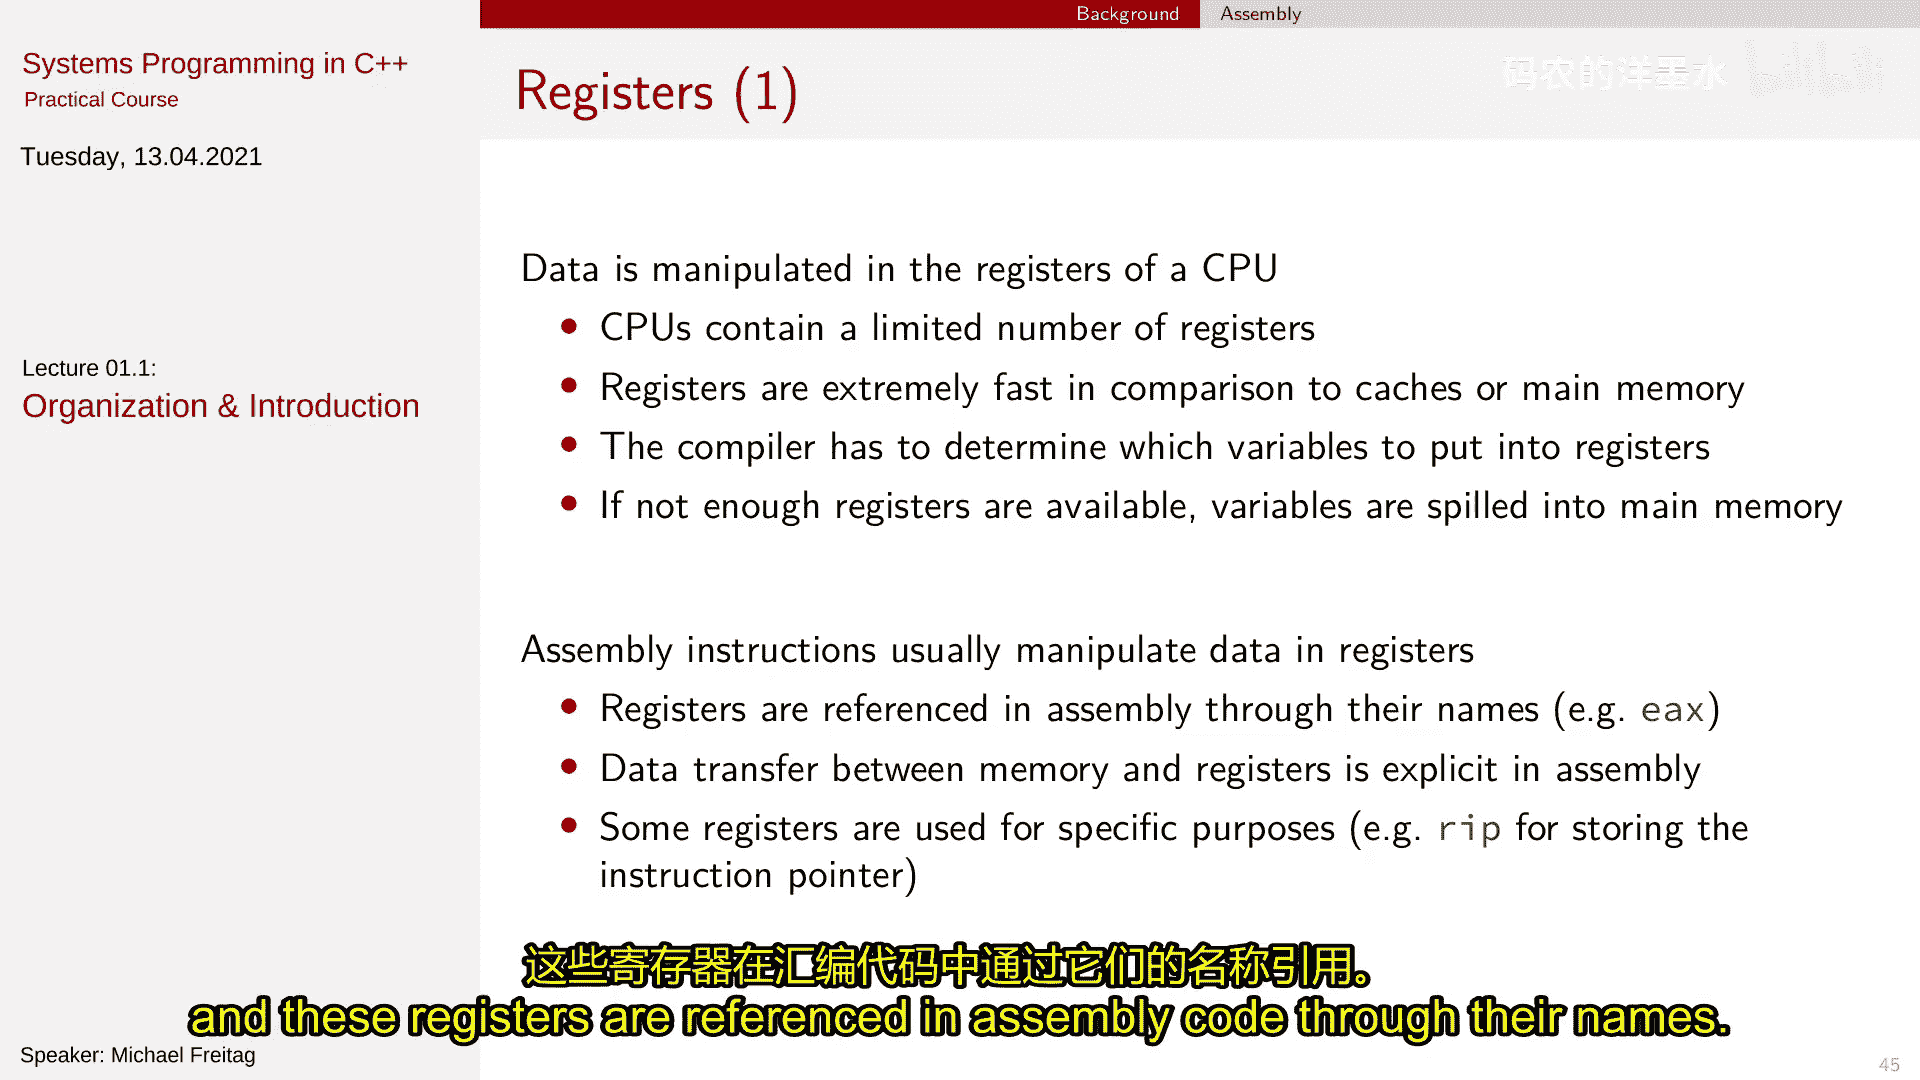 Background
Assembly
Systems Programming in C++
Practical Course
Tuesday, 13.04.2021
Lecture 01.1:
Organization & Introduction
Registers (1)
码农的洋墨水
bilibili
Data is manipulated in the registers of a CPU
• CPUs contain a limited number of registers
• Registers are extremely fast in comparison to caches or main memory
• The compiler has to determine which variables to put into registers
• If not enough registers are available, variables are spilled into main memory
Assembly instructions usually manipulate data in registers
• Registers are referenced in assembly through their names (e.g. eax)
• Data transfer between memory and registers is explicit in assembly
• Some registers are used for specific purposes (e.g. rip for storing the
instruction pointer)
这些寄存器在汇编代码中通过它们的名称引用。
and these registers are referenced in assembly code through their names.
Speaker: Michael Freitag
45